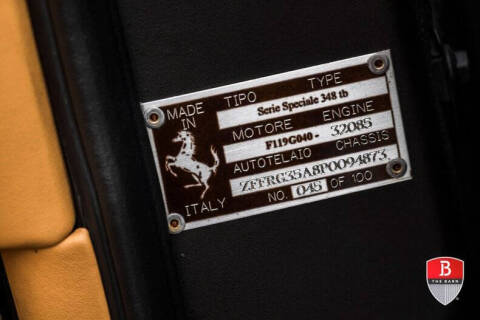 MADE IN ITALY
TIPO TYPE
Serie Speciale 348 tb
MOTORE ENGINE
F119G040 - 32085
AUTOTELAIO CHASSIS
ZFFRG35A8P0094873
NO. 045 OF 100
B
THE BARN